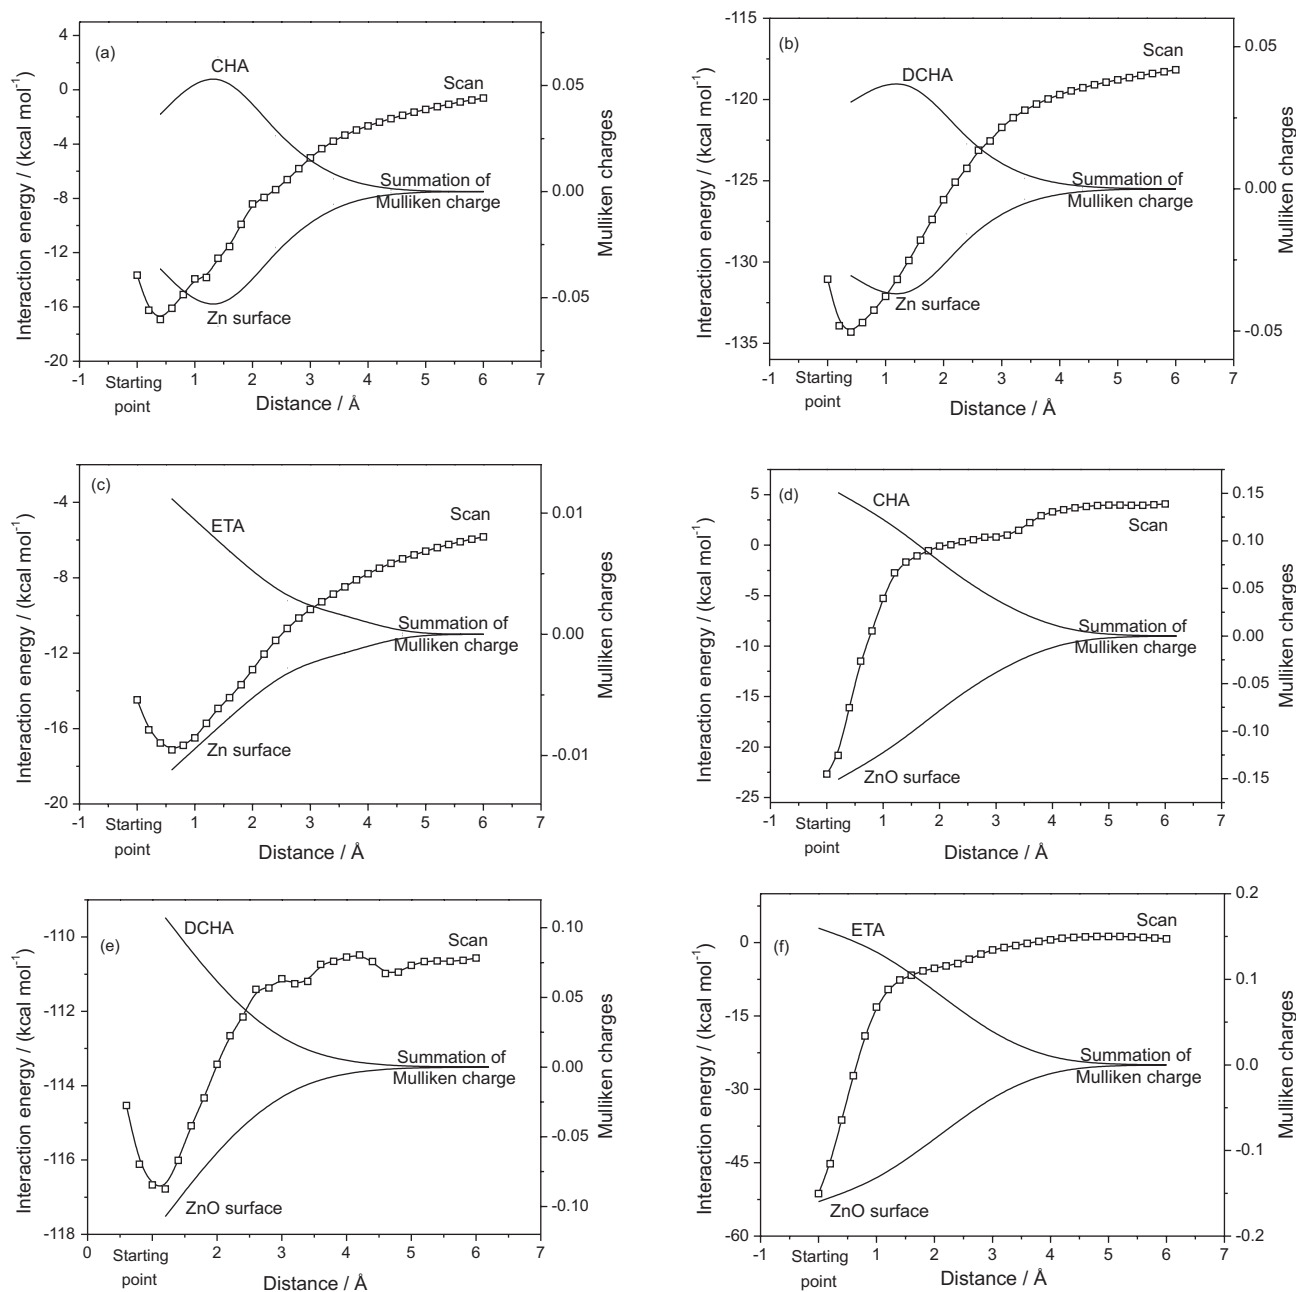 (a)
Interaction energy / (kcal mol⁻¹)
4
0
-4
-8
-12
-16
-20
CHA
Scan
Summation of
Mulliken charge
Zn surface
0.05
0.00
-0.05
Mulliken charges
-1
Starting
point
1
2
3
4
5
6
7
Distance / Å
(b)
Interaction energy / (kcal mol⁻¹)
-115
-120
-125
-130
-135
DCHA
Scan
Summation of
Mulliken charge
Zn surface
0.05
0.00
-0.05
Mulliken charges
-1
Starting
point
1
2
3
4
5
6
7
Distance / Å
(c)
Interaction energy / (kcal mol⁻¹)
-4
-8
-12
-16
-20
ETA
Scan
Summation of
Mulliken charge
Zn surface
0.01
0.00
-0.01
Mulliken charges
-1
Starting
point
1
2
3
4
5
6
7
Distance / Å
(d)
Interaction energy / (kcal mol⁻¹)
5
0
-5
-10
-15
-20
-25
CHA
Scan
Summation of
Mulliken charge
ZnO surface
0.15
0.10
0.05
0.00
-0.05
-0.10
-0.15
Mulliken charges
-1
Starting
point
1
2
3
4
5
6
7
Distance / Å
(e)
Interaction energy / (kcal mol⁻¹)
-110
-112
-114
-116
-118
DCHA
Scan
Summation of
Mulliken charge
ZnO surface
0.10
0.05
0.00
-0.05
-0.10
Mulliken charges
0
Starting
point
2
3
4
5
6
7
Distance / Å
(f)
Interaction energy / (kcal mol⁻¹)
0
-15
-30
-45
-60
ETA
Scan
Summation of
Mulliken charge
ZnO surface
0.2
0.1
0.0
-0.1
-0.2
Mulliken charges
-1
Starting
point
1
2
3
4
5
6
7
Distance / Å